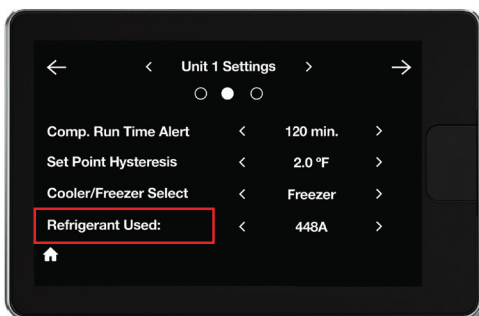 Unit 1 Settings
Comp. Run Time Alert 120 min.
Set Point Hysteresis 2.0 °F
Cooler/Freezer Select Freezer
Refrigerant Used: 448A